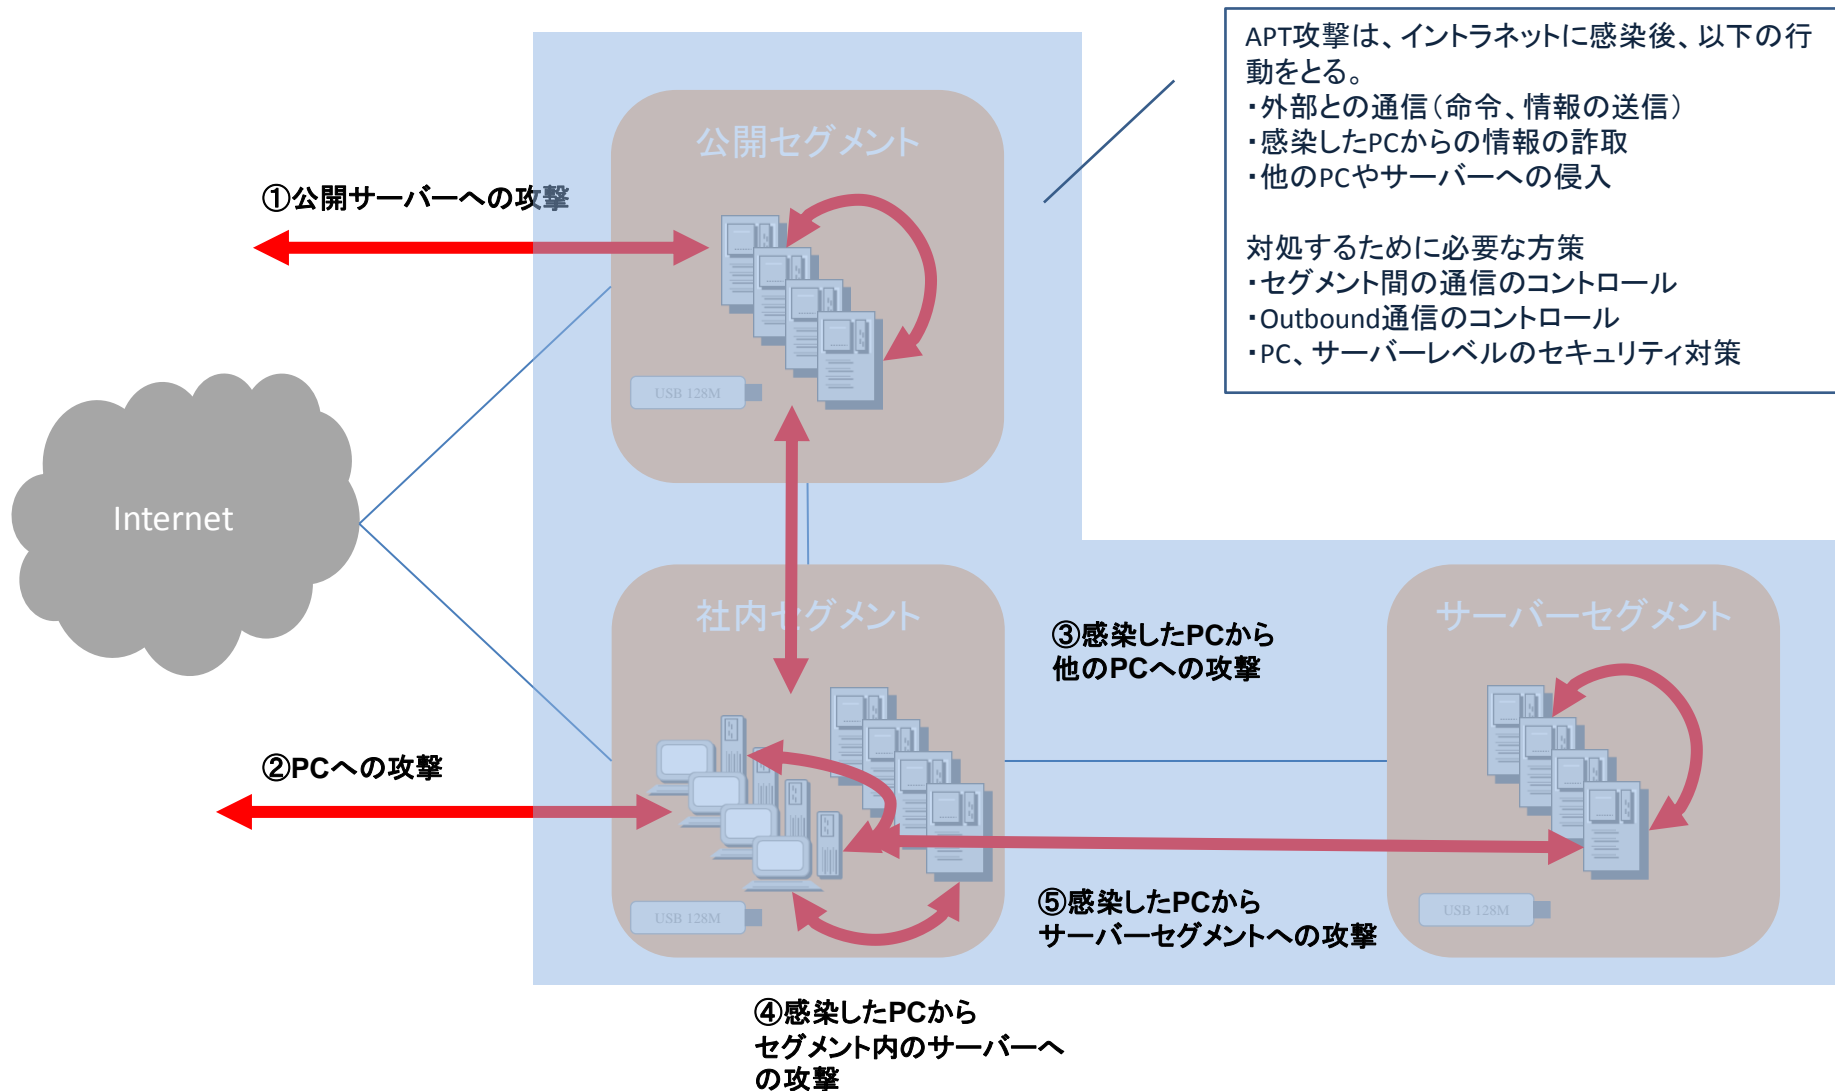 APT攻撃は、イントラネットに感染後、以下の行
動をとる。
・外部との通信（命令、情報の送信）
・感染したPCからの情報の詐取
・他のPCやサーバーへの侵入
対処するために必要な方策
・セグメント間の通信のコントロール
・Outbound通信のコントロール
・PC、サーバーレベルのセキュリティ対策
公開セグメント
①公開サーバーへの攻撃
USB 128M
Internet
社内セグメント
サーバーセグメント
③感染したPCから
他のPCへの攻撃
②PCへの攻撃
USB 128M
⑤感染したPCから
サーバーセグメントへの攻撃
USB 128M
④感染したPCから
セグメント内のサーバーへ
の攻撃